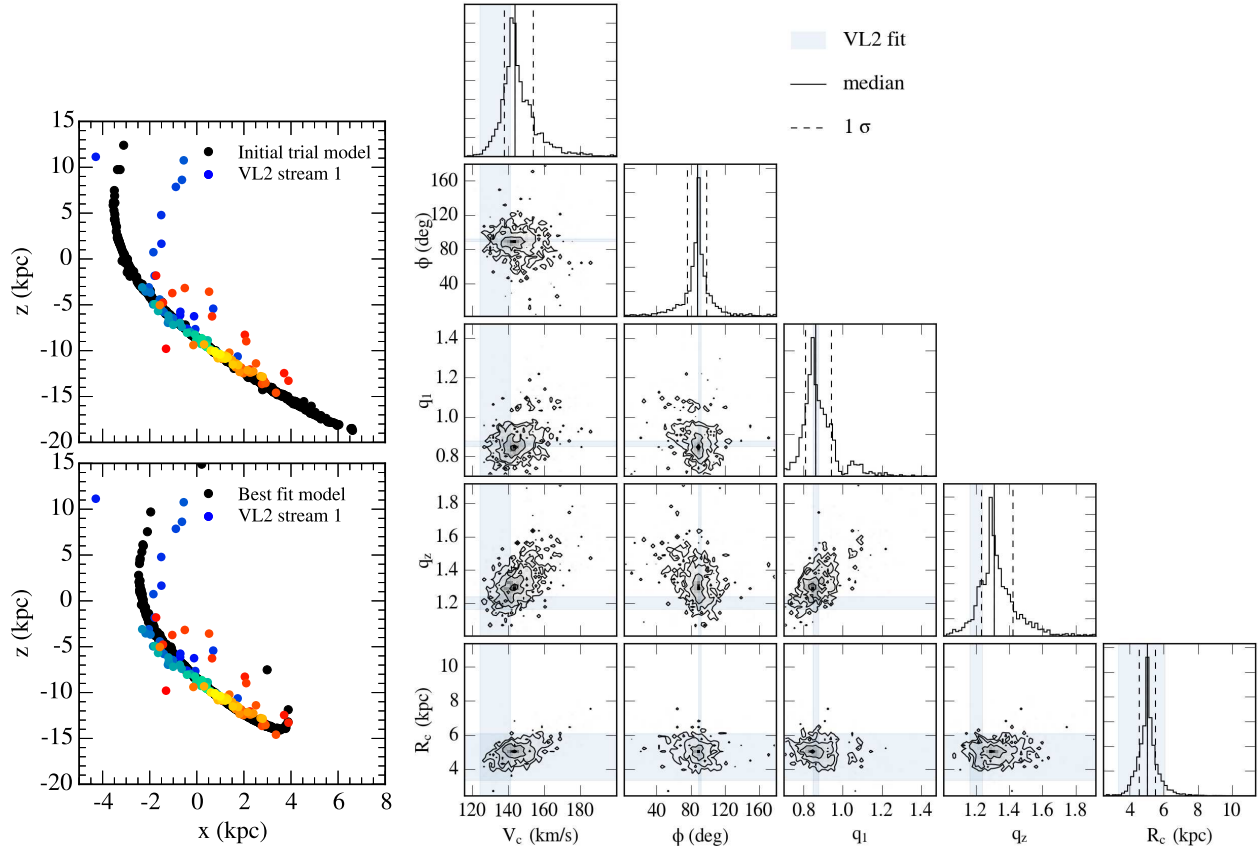 15
10
5
0
-5
-10
-15
-20
z (kpc)
Initial trial model
VL2 stream 1
15
10
5
0
-5
-10
-15
-20
z (kpc)
Best fit model
VL2 stream 1
-4 -2 0 2 4 6 8
x (kpc)
VL2 fit
median
1 σ
160
120
80
40
ϕ (deg)
1.4
1.2
1.0
0.8
q₁
1.8
1.6
1.4
1.2
q_z
10
8
6
4
R_c (kpc)
120 140 160 180
V_c (km/s)
40 80 120 160
ϕ (deg)
0.8 1.0 1.2 1.4
q₁
1.2 1.4 1.6 1.8
q_z
4 6 8 10
R_c (kpc)